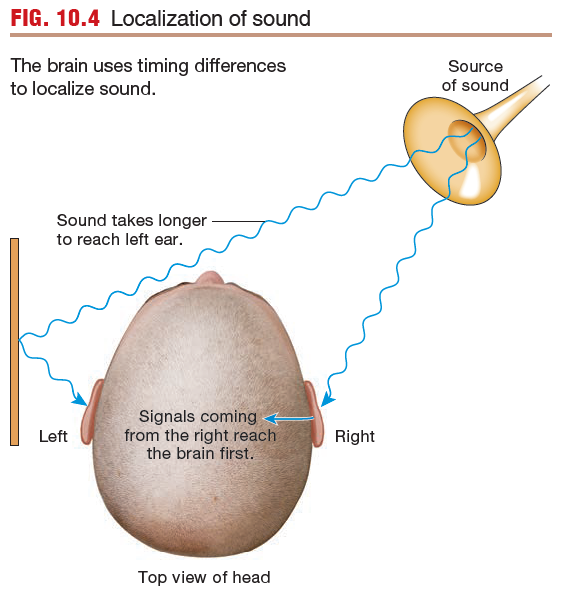 FIG. 10.4 Localization of sound
The brain uses timing differences
to localize sound.
Source
of sound
Sound takes longer
to reach left ear.
Signals coming
from the right reach
the brain first.
Left
Right
Top view of head